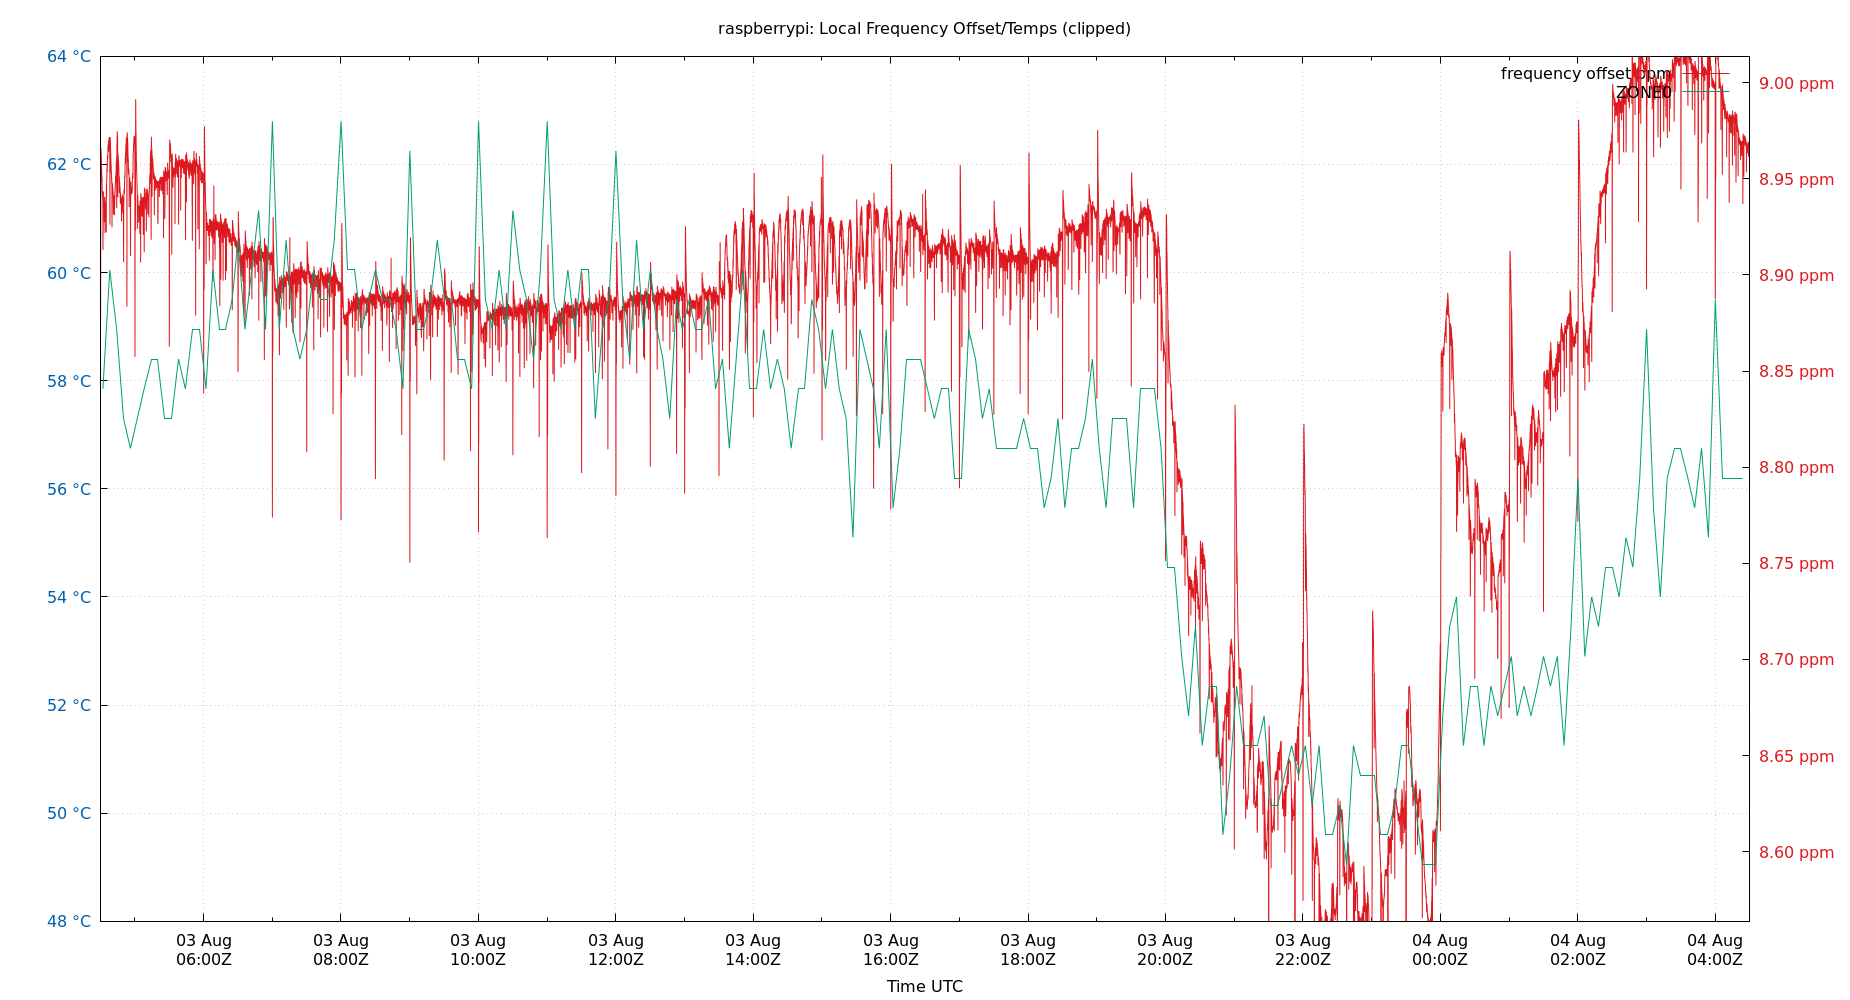 raspberrypi: Local Frequency Offset/Temps (clipped)
64 °C
62 °C
60 °C
58 °C
56 °C
54 °C
52 °C
50 °C
48 °C
frequency offset ppm
ZONE0
9.00 ppm
8.95 ppm
8.90 ppm
8.85 ppm
8.80 ppm
8.75 ppm
8.70 ppm
8.65 ppm
8.60 ppm
03 Aug
06:00Z
03 Aug
08:00Z
03 Aug
10:00Z
03 Aug
12:00Z
03 Aug
14:00Z
03 Aug
16:00Z
03 Aug
18:00Z
03 Aug
20:00Z
03 Aug
22:00Z
04 Aug
00:00Z
04 Aug
02:00Z
04 Aug
04:00Z
Time UTC